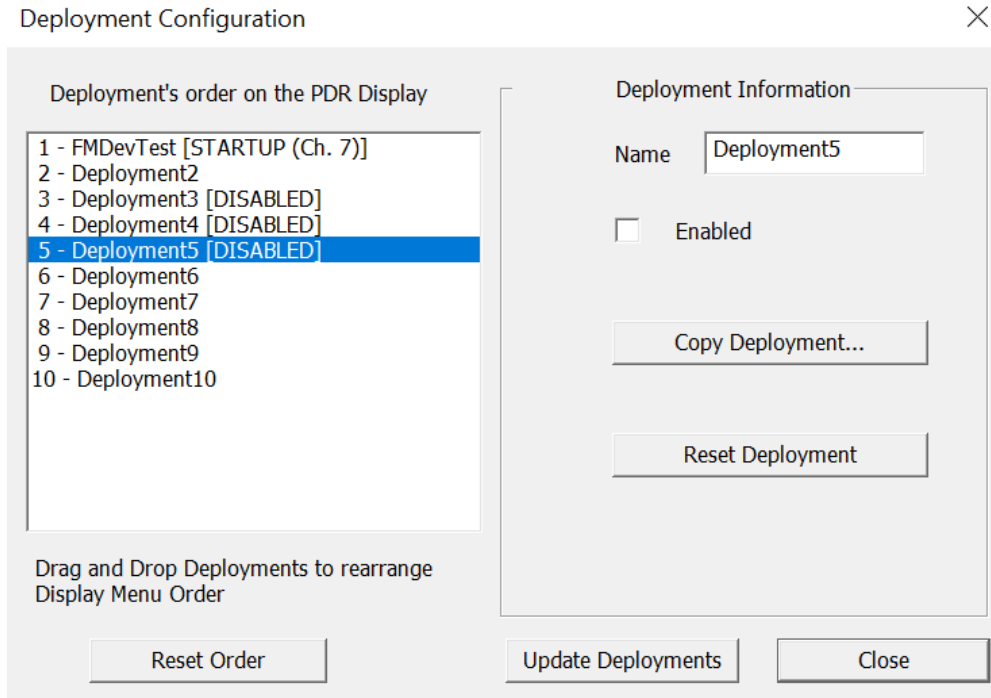 Deployment Configuration
Deployment's order on the PDR Display
1 - FMDevTest [STARTUP (Ch. 7)]
2 - Deployment2
3 - Deployment3 [DISABLED]
4 - Deployment4 [DISABLED]
5 - Deployment5 [DISABLED]
6 - Deployment6
7 - Deployment7
8 - Deployment8
9 - Deployment9
10 - Deployment10
Drag and Drop Deployments to rearrange
Display Menu Order
Reset Order
Deployment Information
Name Deployment5
Enabled
Copy Deployment...
Reset Deployment
Update Deployments
Close